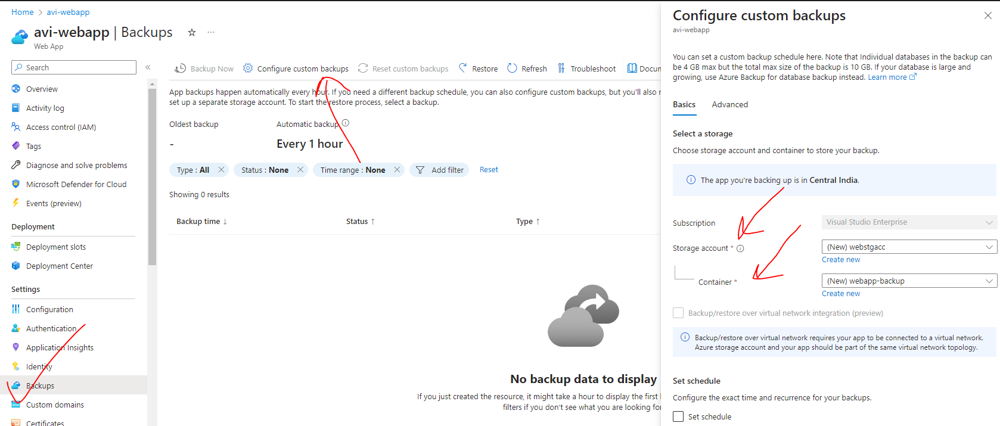 Home > avi-webapp
avi-webapp | Backups
Web App
Search
Overview
Activity log
Access control (IAM)
Tags
Diagnose and solve problems
Microsoft Defender for Cloud
Events (preview)
Deployment
Deployment slots
Deployment Center
Settings
Configuration
Authentication
Application Insights
Identity
Backups
Custom domains
Certificates
Backup Now Configure custom backups Reset custom backups Restore Refresh Troubleshoot Docum
App backups happen automatically every hour. If you need a different backup schedule, you can also configure custom backups, but you'll also
set up a separate storage account. To start the restore process, select a backup.
Oldest backup Automatic backup
- Every 1 hour
Type : All Status : None Time range : None Add filter Reset
Showing 0 results
Backup time ↓ Status ↑ Type ↑
No backup data to display
If you just created the resource, it might take a hour to display the first
filters if you don't see what you are looking for
Configure custom backups
avi-webapp
You can set a custom backup schedule here. Note that Individual databases in the backup can
be 4 GB max but the total max size of the backup is 10 GB. If your database is large and
growing, use Azure Backup for database backup instead. Learn more
Basics Advanced
Select a storage
Choose storage account and container to store your backup.
The app you're backing up is in Central India.
Subscription Visual Studio Enterprise
Storage account * (New) webstgacc
Create new
Container * (New) webapp-backup
Create new
Backup/restore over virtual network integration (preview)
Backup/restore over virtual network requires your app to be connected to a virtual network.
Azure storage account and your app should be part of the same virtual network topology.
Set schedule
Configure the exact time and recurrence for your backups.
Set schedule